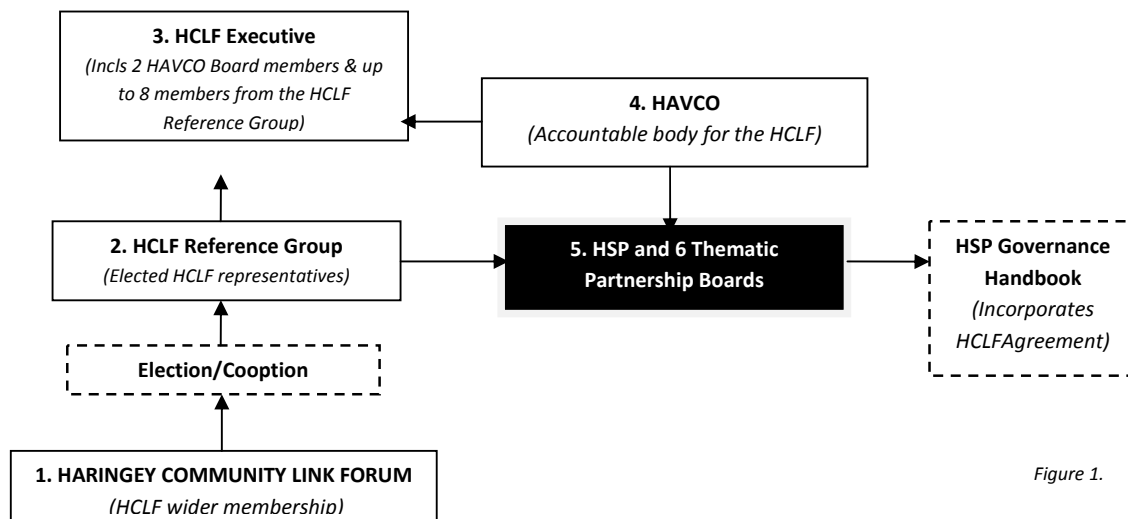 3. HCLF Executive
(Incls 2 HAVCO Board members & up
to 8 members from the HCLF
Reference Group)
4. HAVCO
(Accountable body for the HCLF)
2. HCLF Reference Group
(Elected HCLF representatives)
5. HSP and 6 Thematic
Partnership Boards
HSP Governance
Handbook
(Incorporates
HCLFAgreement)
Election/Cooption
1. HARINGEY COMMUNITY LINK FORUM
(HCLF wider membership)
Figure 1.